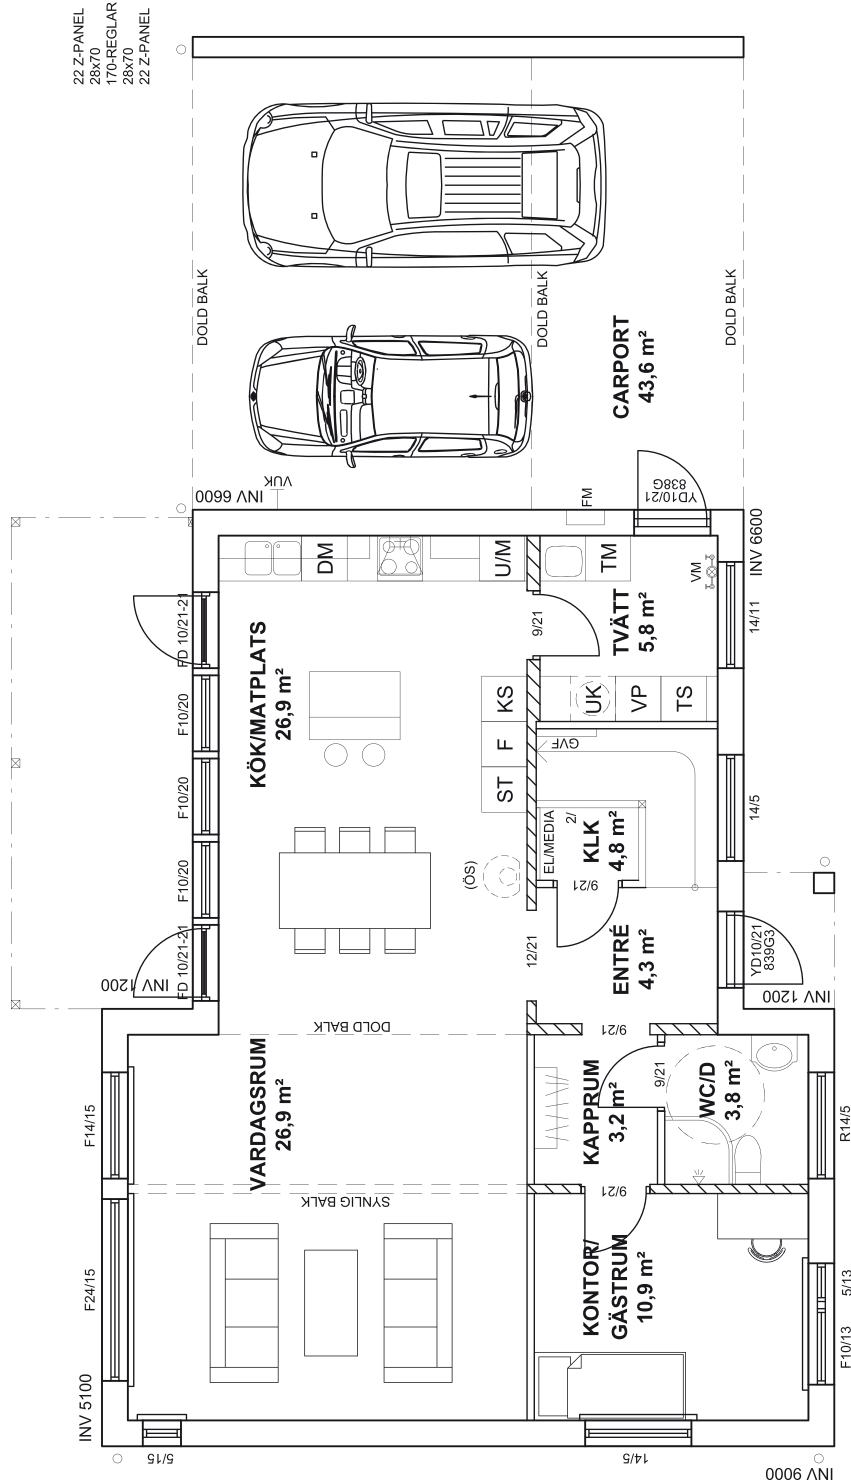 22 Z-PANEL
28x70
170-REGLAR
28x70
22 Z-PANEL
DOLD BALK
DOLD BALK
DOLD BALK
CARPORT
43,6 m²
VUK
INV 6600
FM
YD10/21
838G
INV 6600
FD 10/21-21
F10/20
F10/20
F10/20
FD 10/21-21
INV 1200
DM
U/M
TM
VM
KÖK/MATPLATS
26,9 m²
9/21
TVÄTT
5,8 m²
14/11
KS
F
ST
UK
VP
TS
GVF
EL/MEDIA
2/
KLK
4,8 m²
9/21
14/5
(ÖS)
12/21
ENTRÉ
4,3 m²
YD10/21
839G3
INV 1200
DOLD BALK
9/21
VARDAGSRUM
26,9 m²
KAPPRUM
3,2 m²
9/21
WC/D
3,8 m²
F14/15
R14/5
SYNLIG BALK
9/21
F24/15
KONTOR/
GÄSTRUM
10,9 m²
5/13
F10/13
INV 5100
5/15
14/5
INV 9000